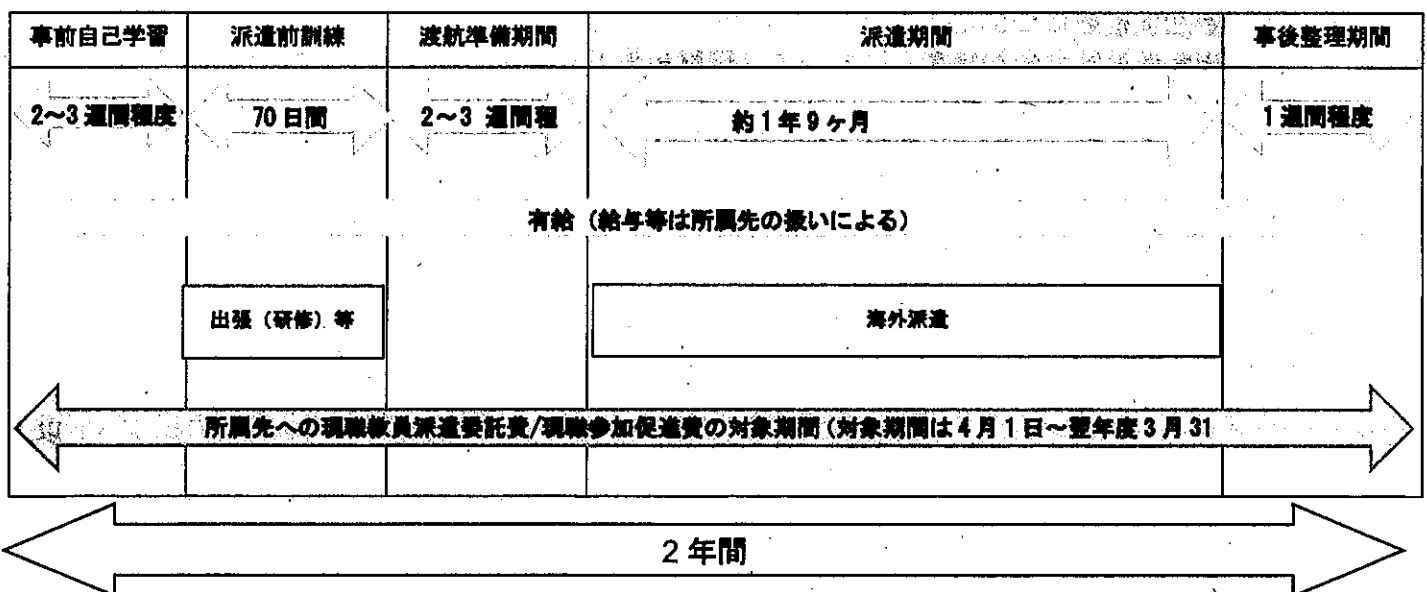 事前自己学習 派遣前訓練 渡航準備期間 派遣期間 事後整理期間
2～3 週間程度 70 日間 2～3 週間程 約 1 年 9 ヶ月 1 週間程度
有給（給与等は所属先の扱いによる）
出張（研修）等 海外派遣
所属先への現職教員派遣委託費/現職参加促進費の対象期間（対象期間は 4 月 1 日～翌年度 3 月 31
2 年間